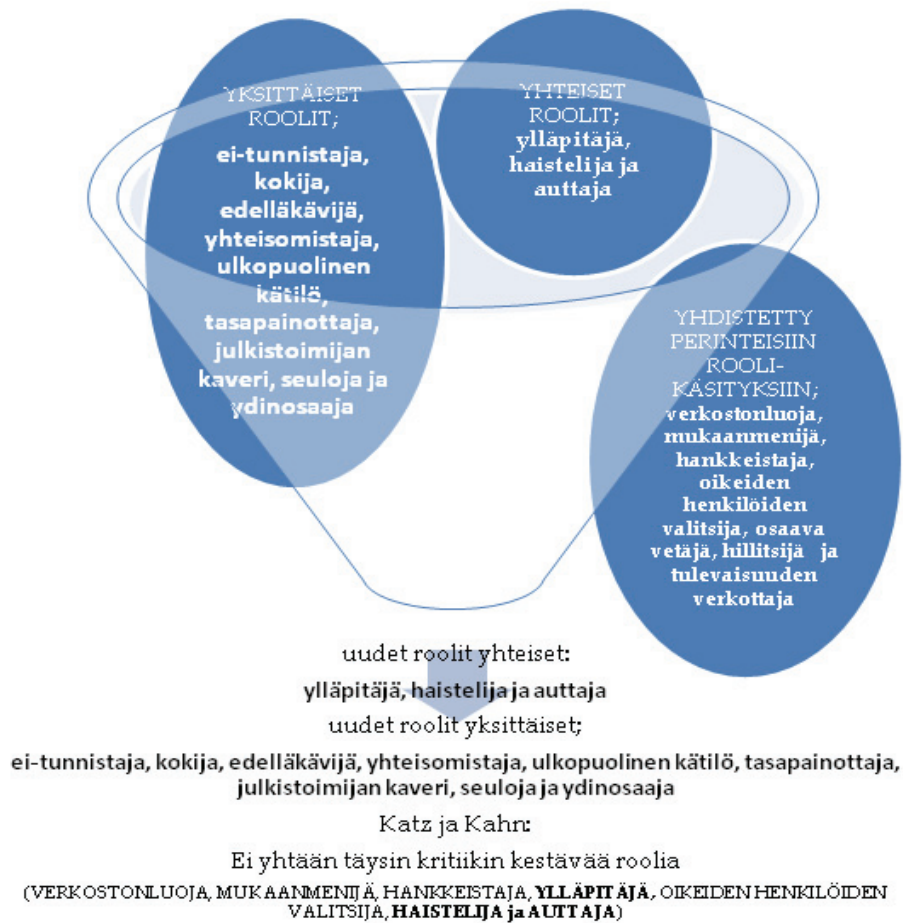 YKSITTÄISET
ROOLIT;
ei-tunnistaja,
kokija,
edelläkävijä,
yhteisomistaja,
ulkopuolinen
kätilö,
tasapainottaja,
julkistoimijan
kaveri, seuloja ja
ydinosaaja
YHTEISET
ROOLIT;
ylläpitäjä,
haistelija ja
auttaja
YHDISTETTY
PERINTEISIIN
ROOLI-
KÄSITYKSIIN;
verkostonluoja,
mukaanmenijä,
hankkeistaja,
oikeiden
henkilöiden
valitsija, osaava
vetäjä, hillitsijä ja
tulevaisuuden
verkottaja
uudet roolit yhteiset:
ylläpitäjä, haistelija ja auttaja
uudet roolit yksittäiset;
ei-tunnistaja, kokija, edelläkävijä, yhteisomistaja, ulkopuolinen kätilö, tasapainottaja,
julkistoimijan kaveri, seuloja ja ydinosaaja
Katz ja Kahn:
Ei yhtään täysin kritiikin kestävää roolia
(VERKOSTONLUOJA, MUKAANMENIJÄ, HANKKEISTAJA, YLLÄPITÄJÄ, OIKEIDEN HENKILÖIDEN
VALITSIJA, HAISTELIJA ja AUTTAJA)